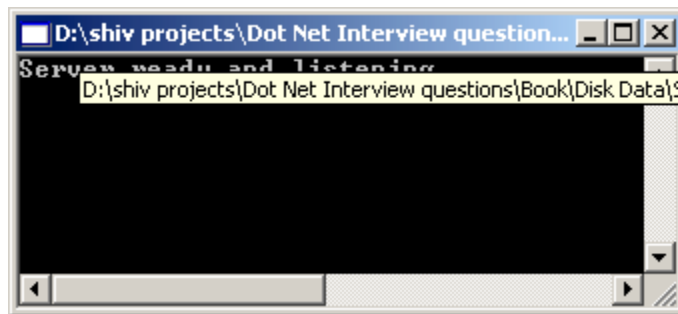 D:\shiv projects\Dot Net Interview question...
Server ready and listening
D:\shiv projects\Dot Net Interview questions\Book\Disk Data\S